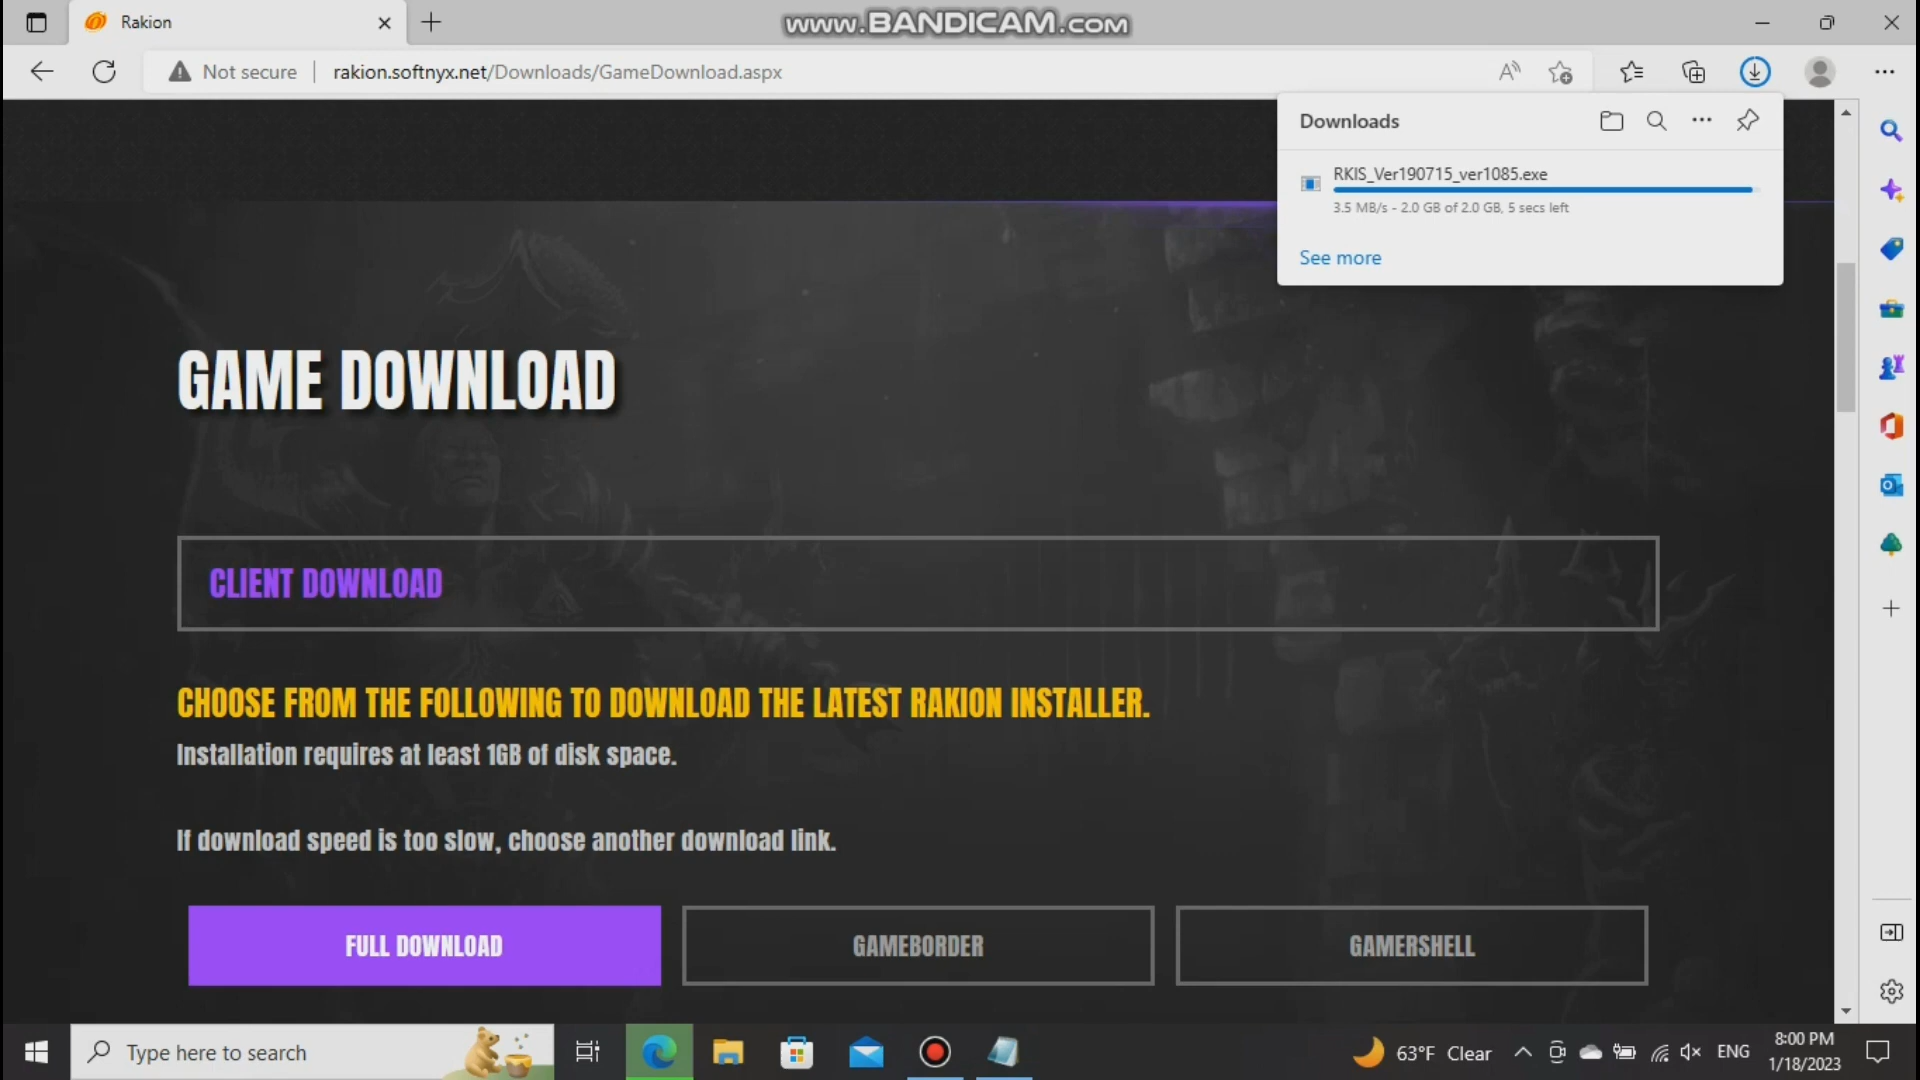 Rakion
www.BANDICAM.com
Not secure
rakion.softnyx.net/Downloads/GameDownload.aspx
Downloads
RKIS_Ver190715_ver1085.exe
3.5 MB/s - 2.0 GB of 2.0 GB, 5 secs left
See more
GAME DOWNLOAD
CLIENT DOWNLOAD
CHOOSE FROM THE FOLLOWING TO DOWNLOAD THE LATEST RAKION INSTALLER.
Installation requires at least 1GB of disk space.
If download speed is too slow, choose another download link.
FULL DOWNLOAD
GAMEBORDER
GAMERSHELL
Type here to search
63°F Clear
ENG
8:00 PM
1/18/2023